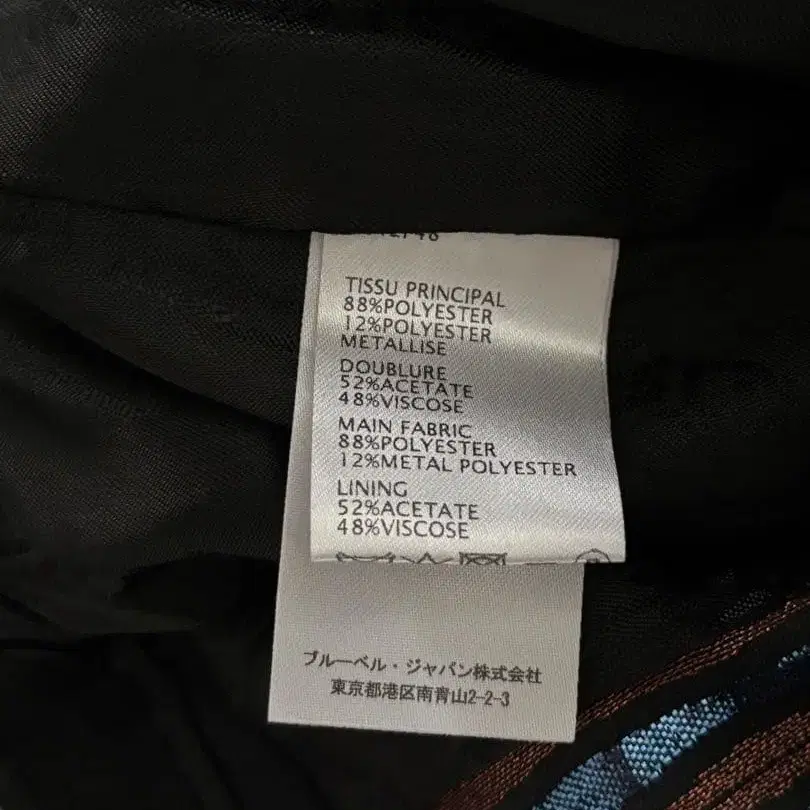 TISSU PRINCIPAL
88%POLYESTER
12%POLYESTER
METALLISE
DOUBLURE
52%ACETATE
48%VISCOSE
MAIN FABRIC
88%POLYESTER
12%METAL POLYESTER
LINING
52%ACETATE
48%VISCOSE
ブルーベル・ジャパン株式会社
東京都港区南青山2-2-3